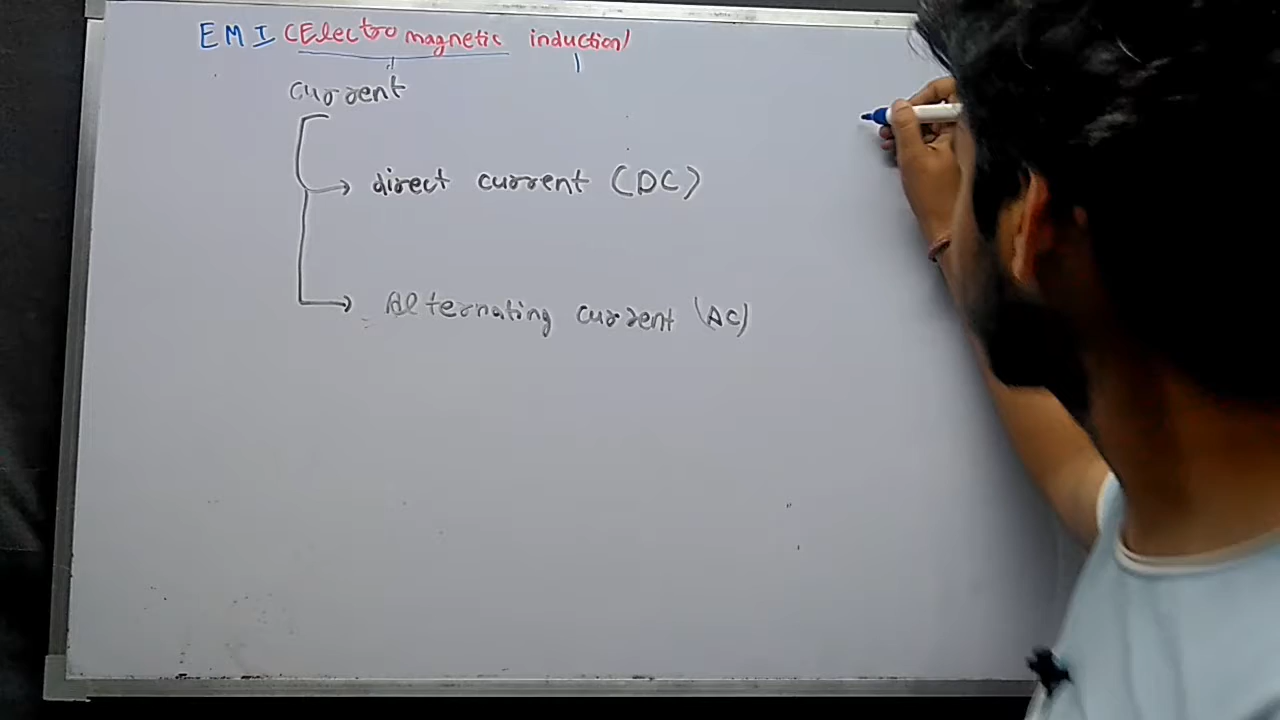 EMI (Electro magnetic induction)
current
direct current (DC)
Alternating current (AC)